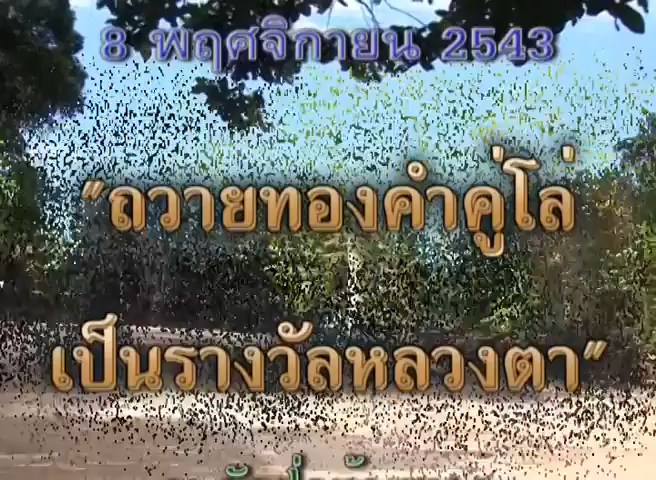 8 พฤศจิกายน 2543
"ถวายทองคำคู่โล่
เป็นรางวัลหลวงตา"